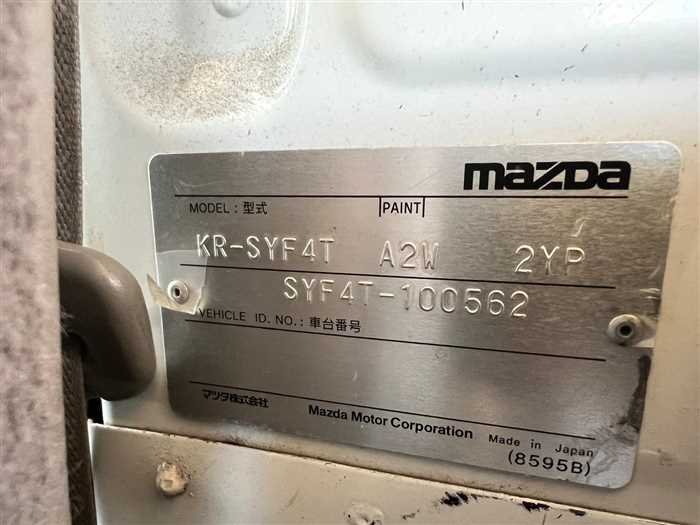 mazda
MODEL : 型式 PAINT
KR-SYF4T A2W 2YP
SYF4T-100562
VEHICLE ID. NO. : 車台番号
マツダ株式会社 Mazda Motor Corporation Made in Japan
(8595B)